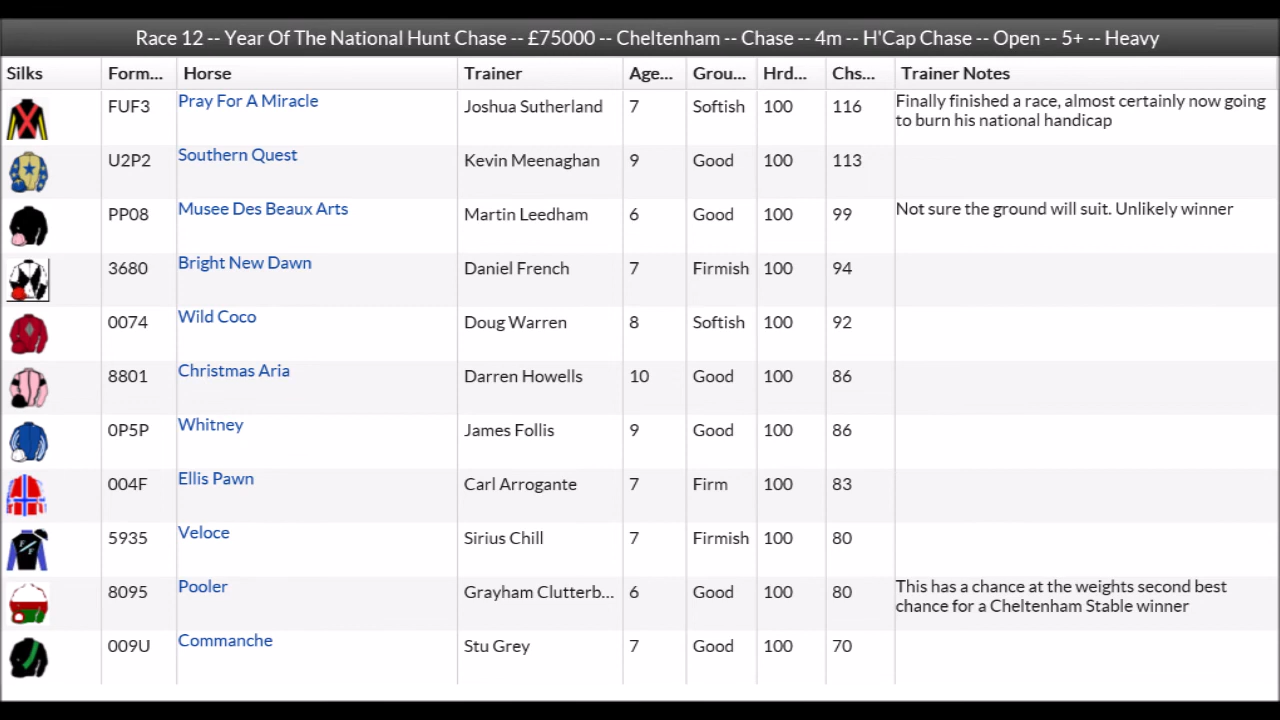 Race 12 -- Year Of The National Hunt Chase -- £75000 -- Cheltenham -- Chase -- 4m -- H'Cap Chase -- Open -- 5+ -- Heavy
Silks Form... Horse Trainer Age... Grou... Hrd... Chs... Trainer Notes
FUF3 Pray For A Miracle Joshua Sutherland 7 Softish 100 116 Finally finished a race, almost certainly now going
to burn his national handicap
U2P2 Southern Quest Kevin Meenaghan 9 Good 100 113
PP08 Musee Des Beaux Arts Martin Leedham 6 Good 100 99 Not sure the ground will suit. Unlikely winner
3680 Bright New Dawn Daniel French 7 Firmish 100 94
0074 Wild Coco Doug Warren 8 Softish 100 92
8801 Christmas Aria Darren Howells 10 Good 100 86
0P5P Whitney James Follis 9 Good 100 86
004F Ellis Pawn Carl Arrogante 7 Firm 100 83
5935 Veloce Sirius Chill 7 Firmish 100 80
8095 Pooler Grayham Clutterb... 6 Good 100 80 This has a chance at the weights second best
chance for a Cheltenham Stable winner
009U Commanche Stu Grey 7 Good 100 70